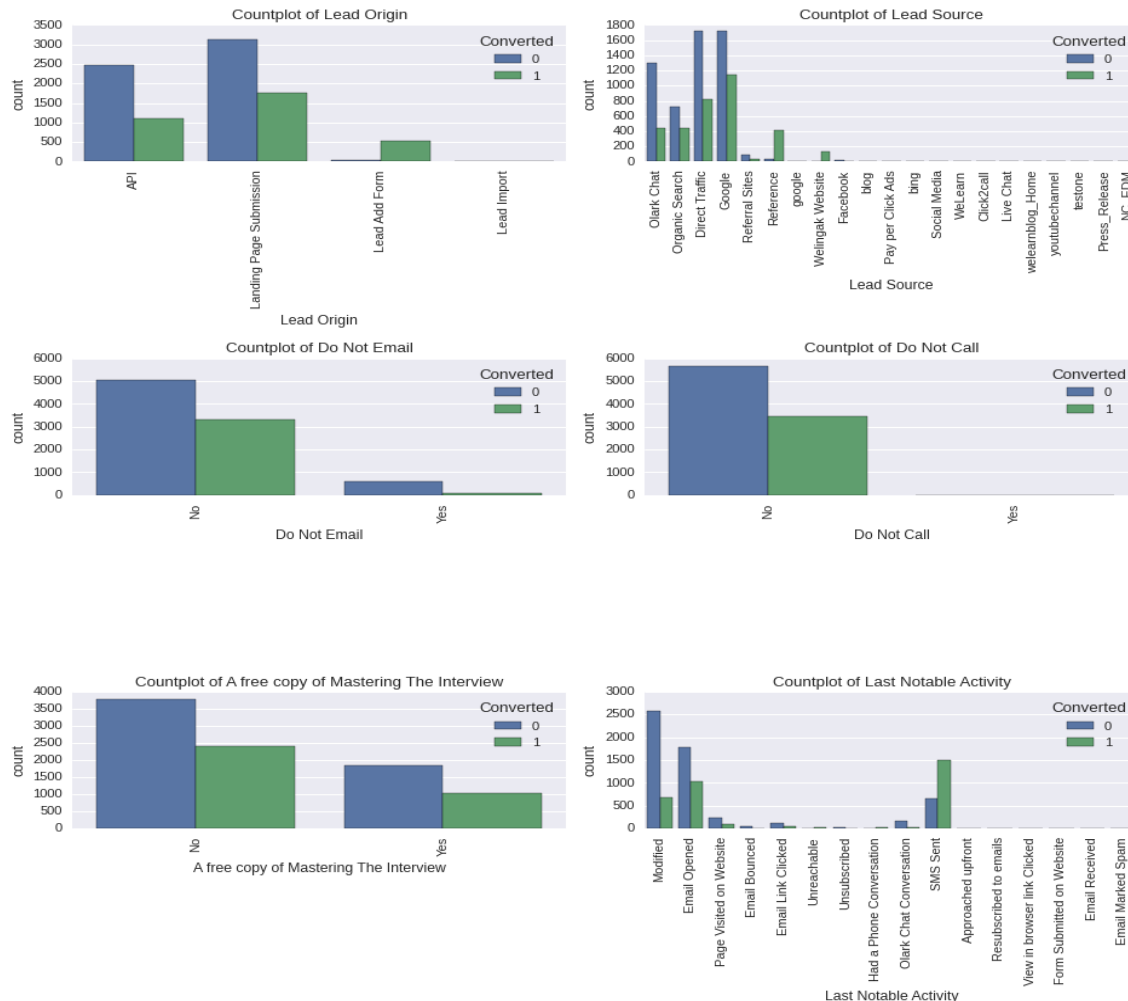 Countplot of Lead Origin
3500
3000
2500
2000
1500
1000
500
0
count
Converted
0
1
API
Landing Page Submission
Lead Add Form
Lead Import
Lead Origin
Countplot of Lead Source
1800
1600
1400
1200
1000
800
600
400
200
0
count
Converted
0
1
Olark Chat
Organic Search
Direct Traffic
Google
Referral Sites
Reference
google
Welingak Website
Facebook
blog
Pay per Click Ads
bing
Social Media
WeLearn
Click2call
Live Chat
welearnblog_Home
youtubechannel
testone
Press_Release
NC_EDM
Lead Source
Countplot of Do Not Email
6000
5000
4000
3000
2000
1000
0
count
Converted
0
1
No
Yes
Do Not Email
Countplot of Do Not Call
6000
5000
4000
3000
2000
1000
0
count
Converted
0
1
No
Yes
Do Not Call
Countplot of A free copy of Mastering The Interview
4000
3500
3000
2500
2000
1500
1000
500
0
count
Converted
0
1
No
Yes
A free copy of Mastering The Interview
Countplot of Last Notable Activity
3000
2500
2000
1500
1000
500
0
count
Converted
0
1
Modified
Email Opened
Page Visited on Website
Email Bounced
Email Link Clicked
Unreachable
Unsubscribed
Had a Phone Conversation
Olark Chat Conversation
SMS Sent
Approached upfront
Resubscribed to emails
View in browser link Clicked
Form Submitted on Website
Email Received
Email Marked Spam
Last Notable Activity